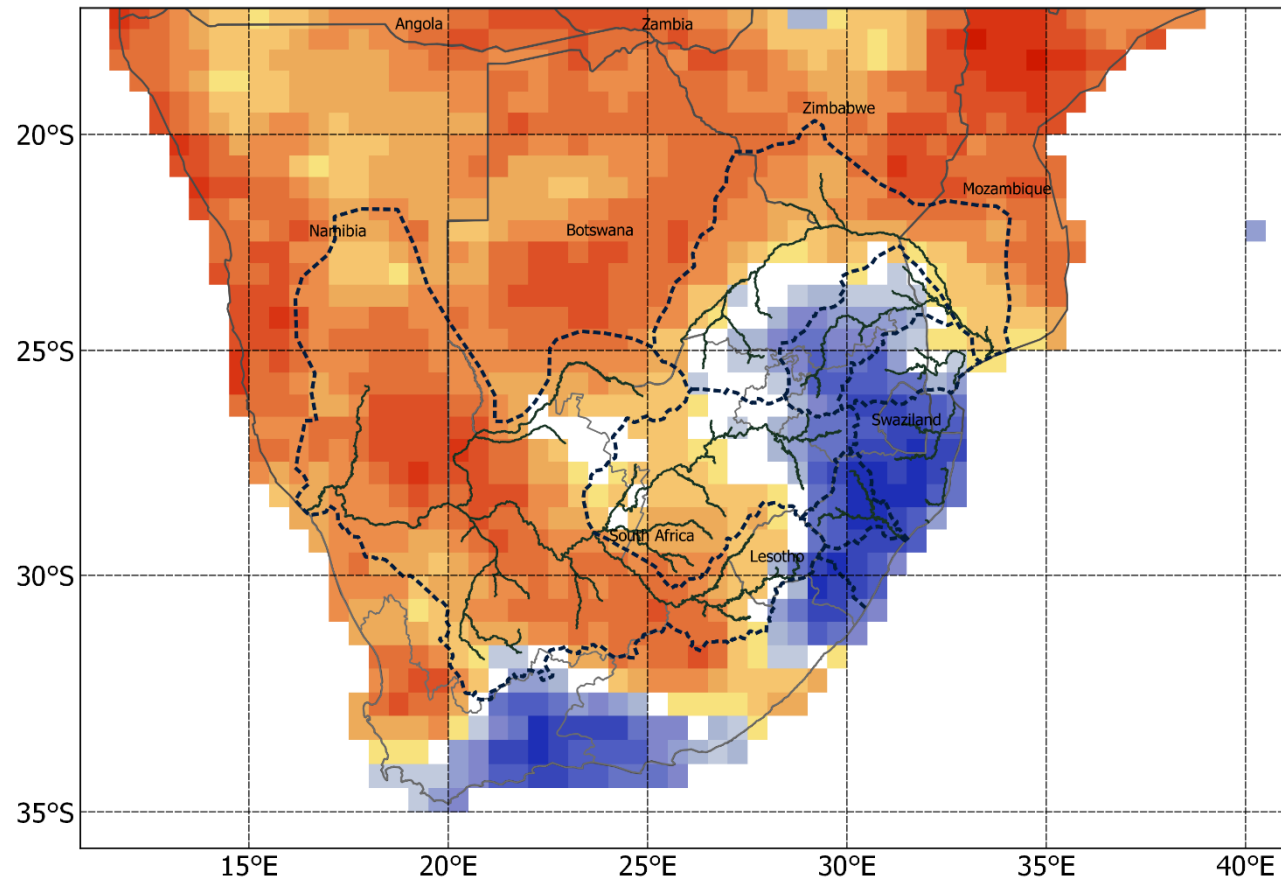 Angola
Zambia
Zimbabwe
20°S
Mozambique
Namibia
Botswana
25°S
Swaziland
South Africa
Lesotho
30°S
35°S
15°E
20°E
25°E
30°E
35°E
40°E